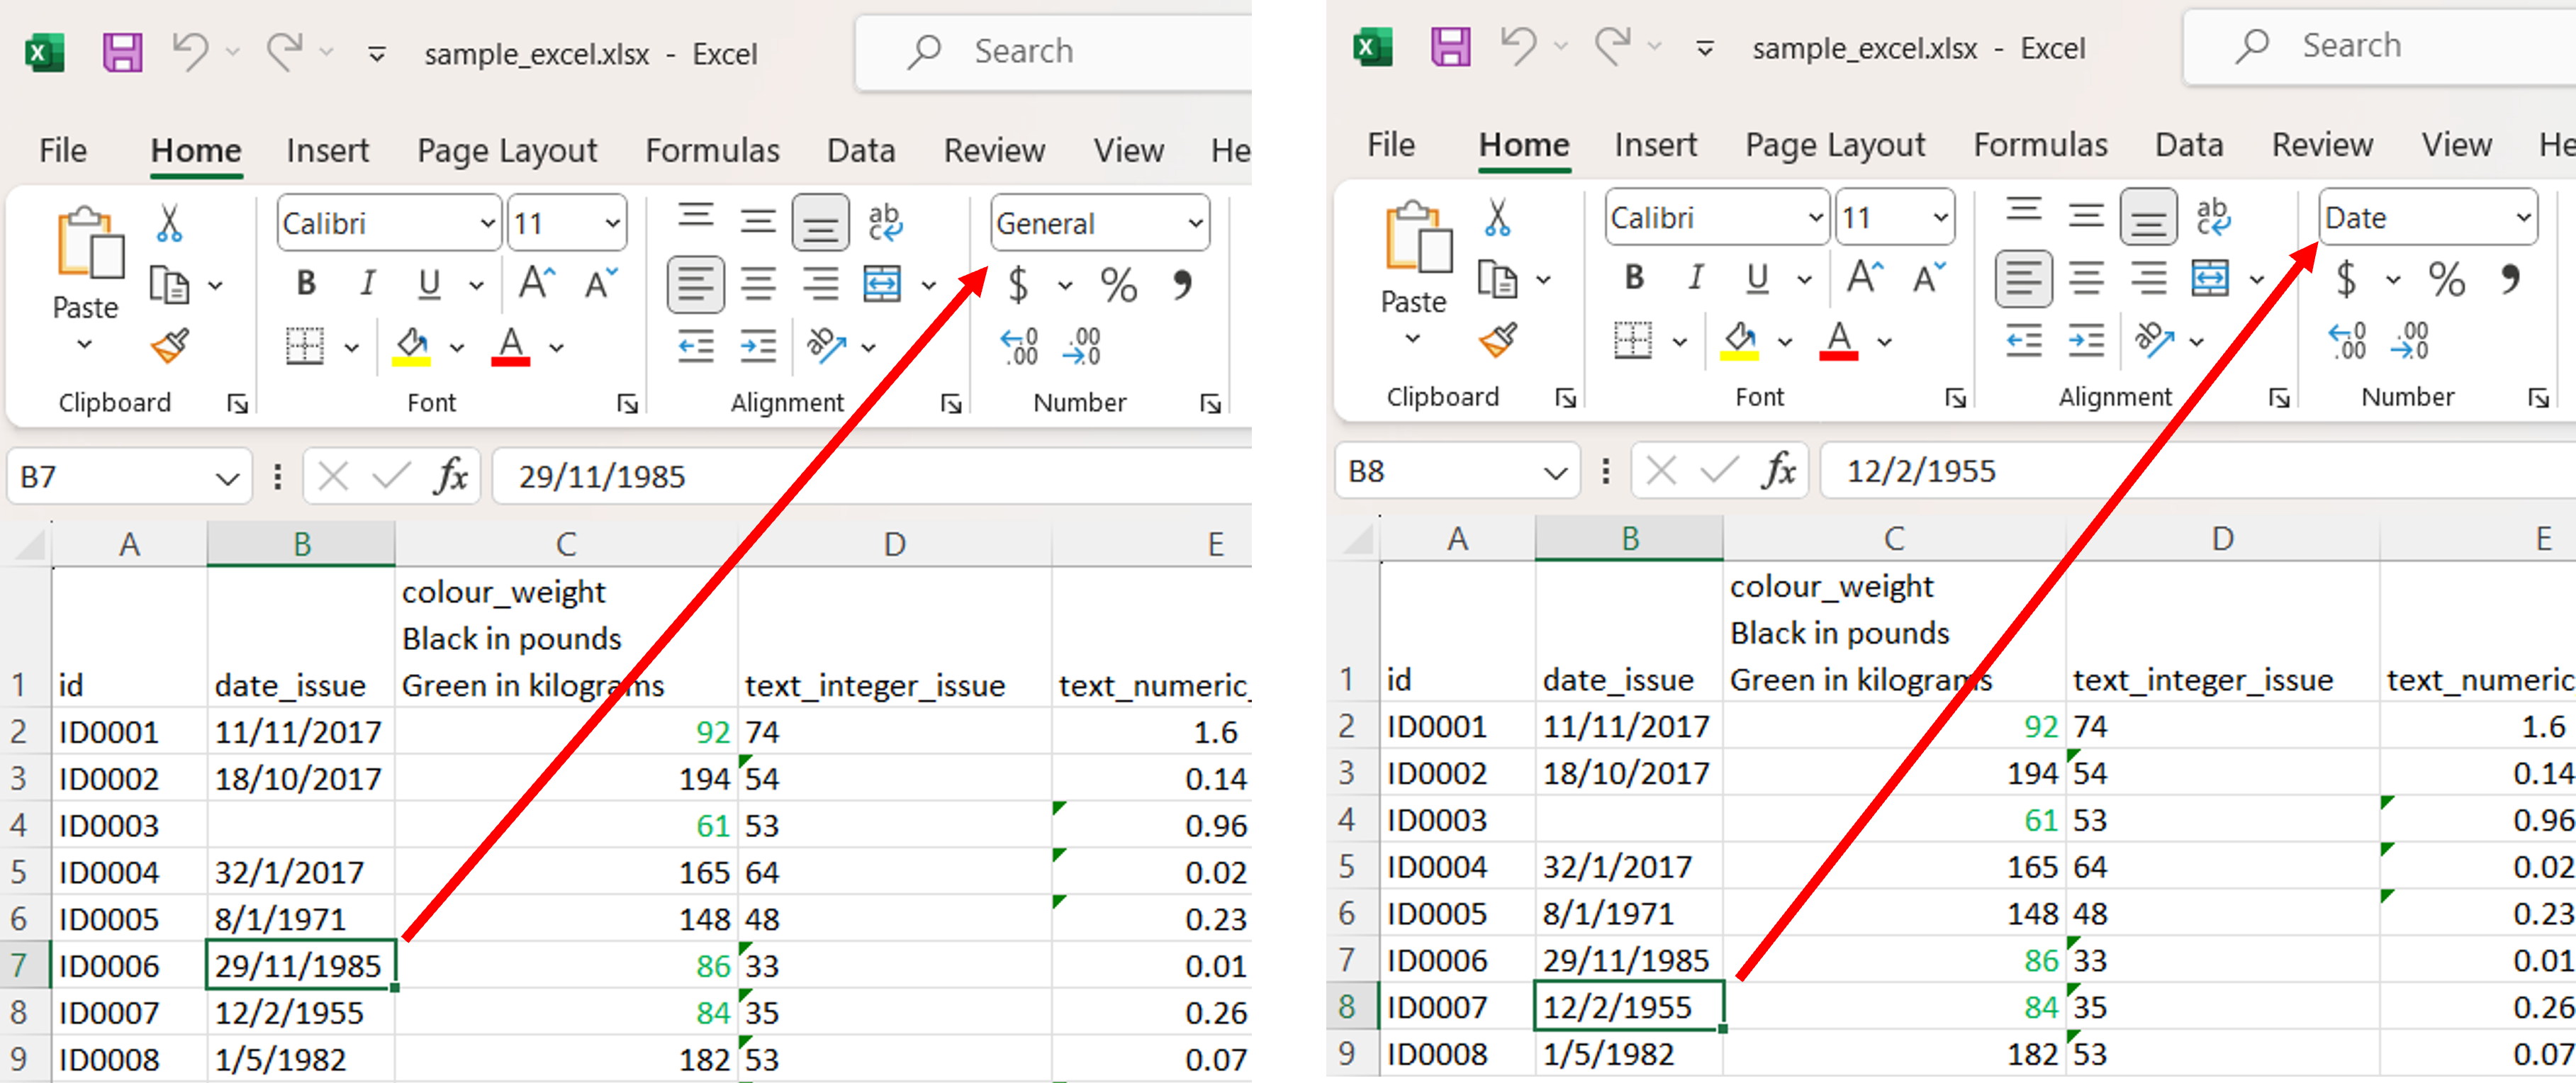 sample_excel.xlsx - Excel
Search
File Home Insert Page Layout Formulas Data Review View He
Calibri 11 General
Paste B I U A A $ % ,
Clipboard Font Alignment Number
B7 fx 29/11/1985
A B C D E
1 id date_issue colour_weight
Black in pounds
Green in kilograms text_integer_issue text_numeric_
2 ID0001 11/11/2017 92 74 1.6
3 ID0002 18/10/2017 194 54 0.14
4 ID0003 61 53 0.96
5 ID0004 32/1/2017 165 64 0.02
6 ID0005 8/1/1971 148 48 0.23
7 ID0006 29/11/1985 86 33 0.01
8 ID0007 12/2/1955 84 35 0.26
9 ID0008 1/5/1982 182 53 0.07
sample_excel.xlsx - Excel
Search
File Home Insert Page Layout Formulas Data Review View He
Calibri 11 Date
Paste B I U A A $ % ,
Clipboard Font Alignment Number
B8 fx 12/2/1955
A B C D E
1 id date_issue colour_weight
Black in pounds
Green in kilograms text_integer_issue text_numeric
2 ID0001 11/11/2017 92 74 1.6
3 ID0002 18/10/2017 194 54 0.14
4 ID0003 61 53 0.96
5 ID0004 32/1/2017 165 64 0.02
6 ID0005 8/1/1971 148 48 0.23
7 ID0006 29/11/1985 86 33 0.01
8 ID0007 12/2/1955 84 35 0.26
9 ID0008 1/5/1982 182 53 0.07